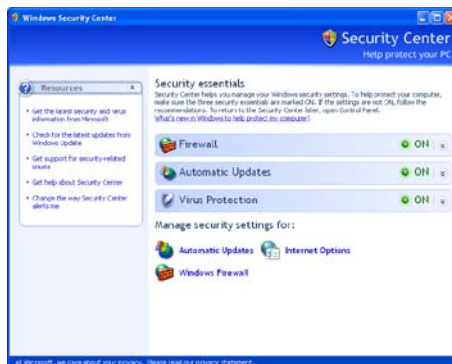 Windows Security Center
Security Center
Help protect your PC
Resources
Get the latest security and virus
information from Microsoft
Check for the latest updates from
Windows Update
Get support for security-related
issues
Get help about Security Center
Change the way Security Center
alerts me
Security essentials
Security Center helps you manage your Windows security settings. To help protect your computer,
make sure the three security essentials are marked ON. If the settings are not ON, follow the
recommendations. To return to the Security Center later, open Control Panel.
What's new in Windows to help protect my computer?
Firewall
ON
Automatic Updates
ON
Virus Protection
ON
Manage security settings for:
Automatic Updates
Internet Options
Windows Firewall
At Microsoft, we care about your privacy. Please read our privacy statement.